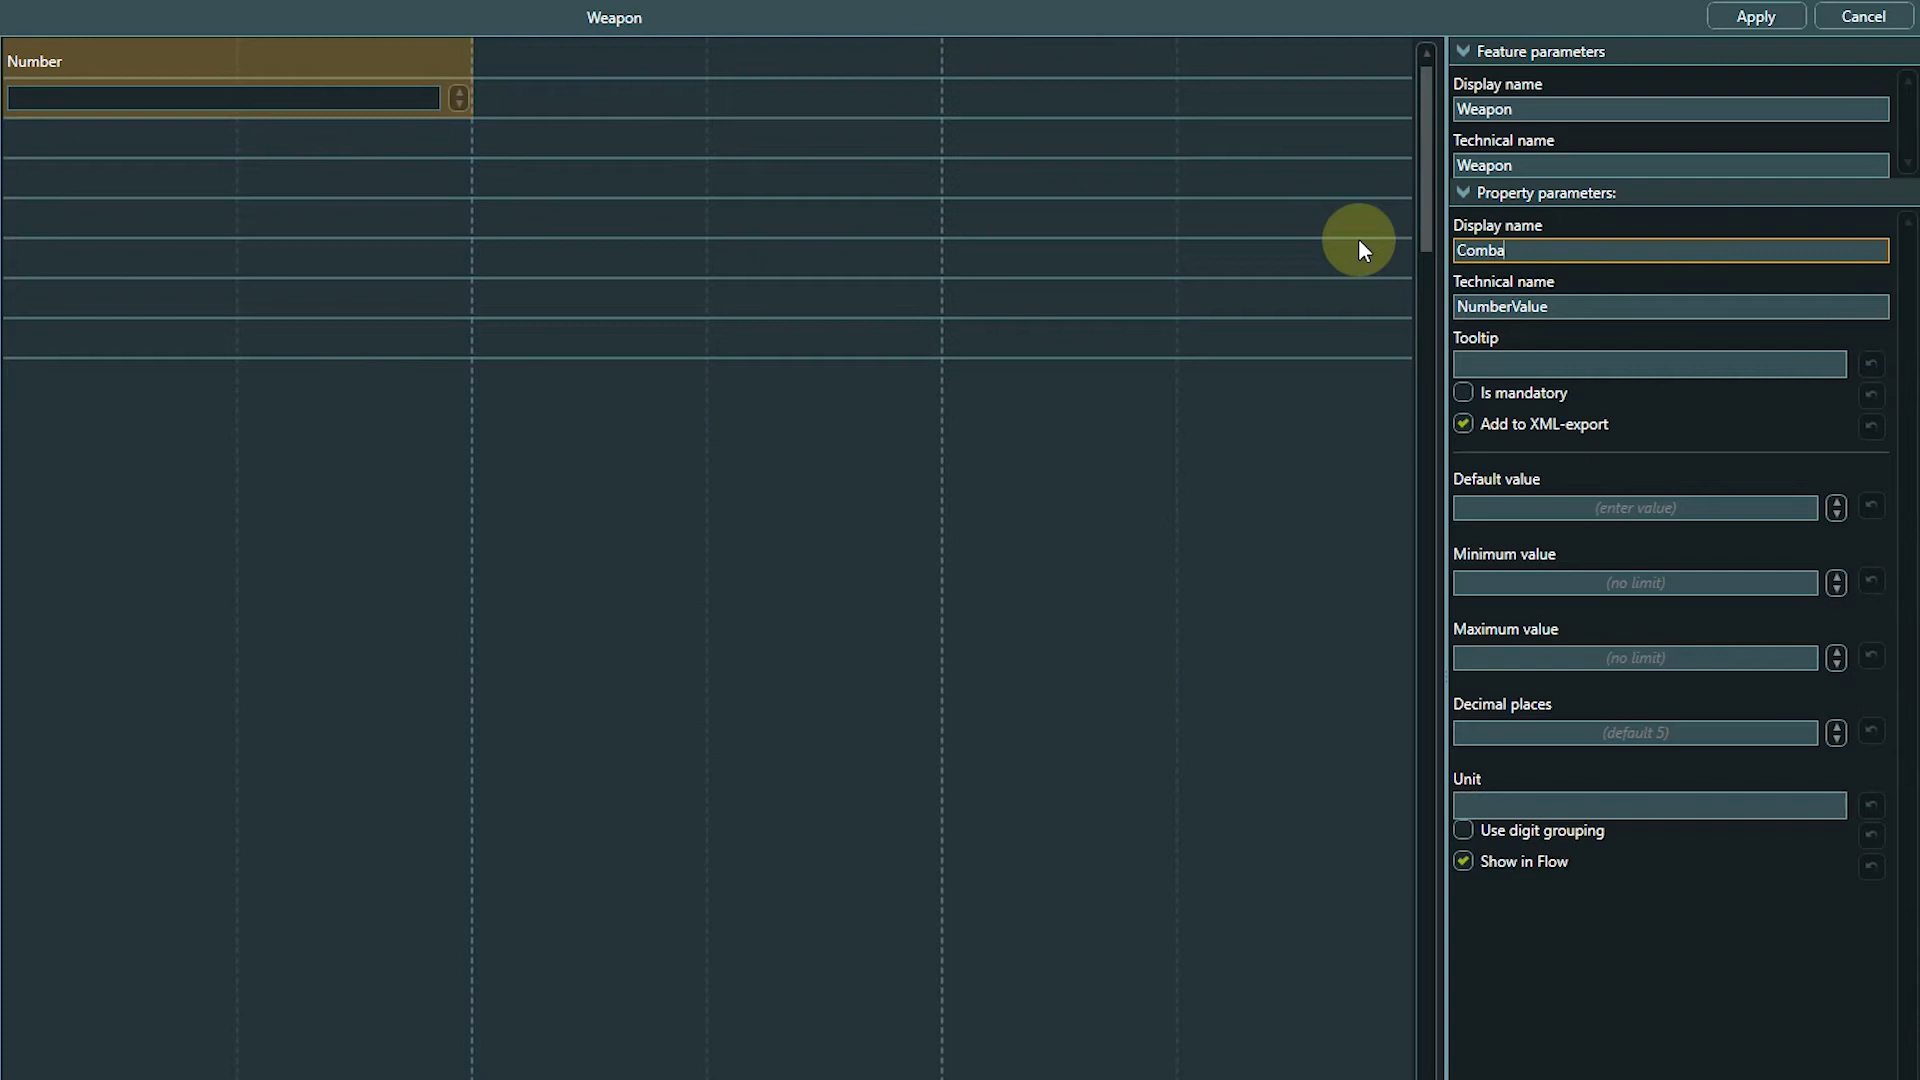 Weapon
Apply
Cancel
Number
Feature parameters
Display name
Weapon
Technical name
Weapon
Property parameters:
Display name
Comba
Technical name
NumberValue
Tooltip
Is mandatory
Add to XML-export
Default value
(enter value)
Minimum value
(no limit)
Maximum value
(no limit)
Decimal places
(default 5)
Unit
Use digit grouping
Show in Flow